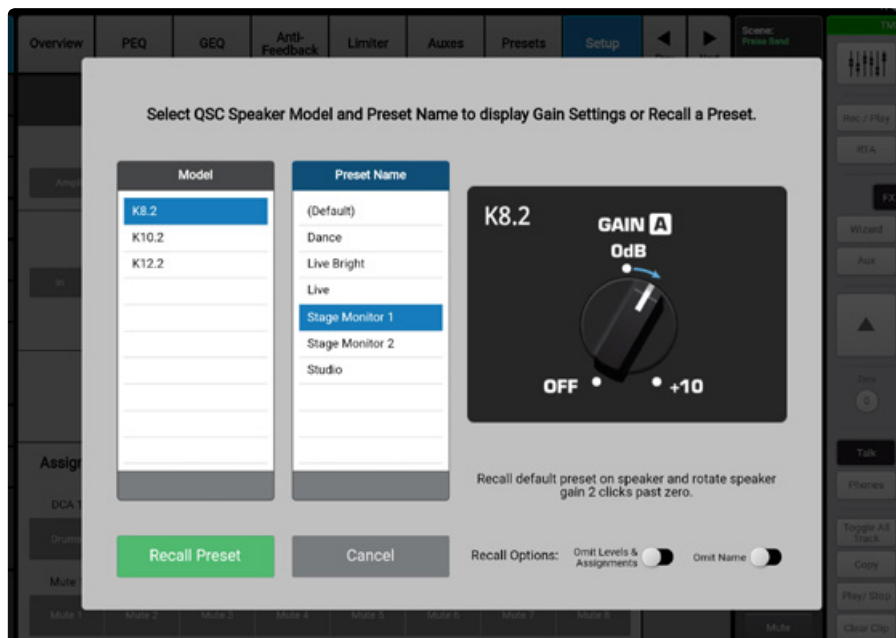 Overview
PEQ
GEQ
Anti-
Feedback
Limiter
Auxes
Presets
Setup
Scene:
Praise Band
Select QSC Speaker Model and Preset Name to display Gain Settings or Recall a Preset.
Model
K8.2
K10.2
K12.2
Preset Name
(Default)
Dance
Live Bright
Live
Stage Monitor 1
Stage Monitor 2
Studio
K8.2
GAIN A
0dB
OFF
+10
Recall default preset on speaker and rotate speaker
gain 2 clicks past zero.
Recall Preset
Cancel
Recall Options:
Omit Levels &
Assignments
Omit Name
In
Assign
DCA 1
Drums
Mute 1
Mute 2
Mute 3
Mute 4
Mute 5
Mute 6
Mute 7
Mute 8
Mute
Rec / Play
RTA
FX
Wizard
Aux
Zero
0
Talk
Phones
Toggle All
Track
Copy
Play/ Stop
Clear Clip